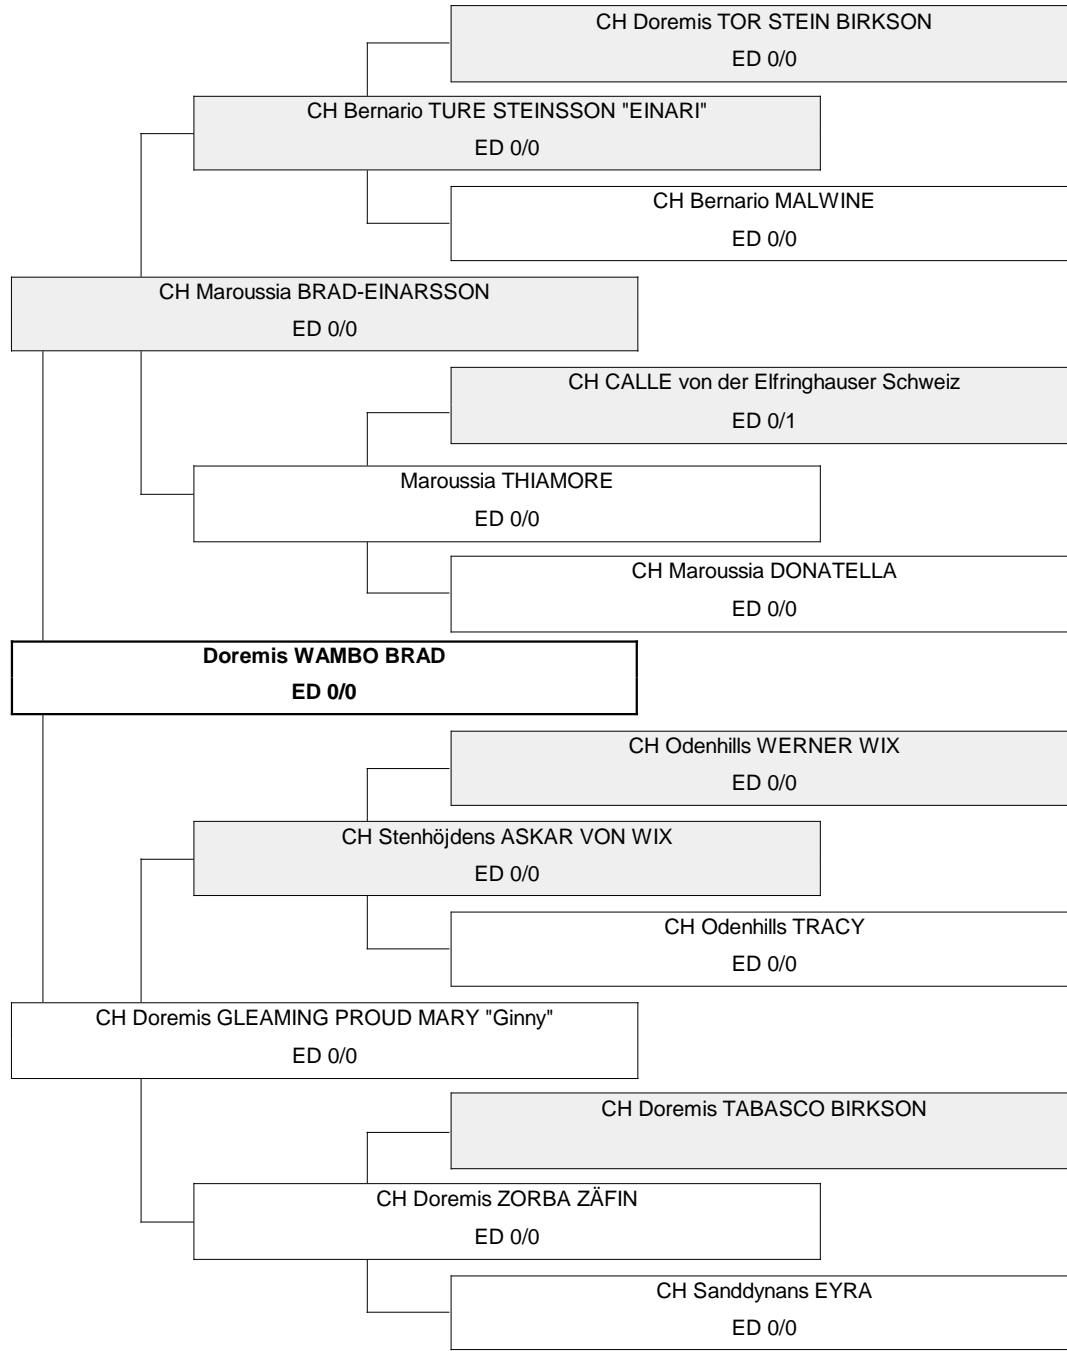 CH Doremis TOR STEIN BIRKSON
ED 0/0
CH Bernario TURE STEINSSON "EINARI"
ED 0/0
CH Bernario MALWINE
ED 0/0
CH Maroussia BRAD-EINARSSON
ED 0/0
CH CALLE von der Elfringhauser Schweiz
ED 0/1
Maroussia THIAMORE
ED 0/0
CH Maroussia DONATELLA
ED 0/0
Doremis WAMBO BRAD
ED 0/0
CH Odenhills WERNER WIX
ED 0/0
CH Stenhöjdens ASKAR VON WIX
ED 0/0
CH Odenhills TRACY
ED 0/0
CH Doremis GLEAMING PROUD MARY "Ginny"
ED 0/0
CH Doremis TABASCO BIRKSON
CH Doremis ZORBA ZÄFIN
ED 0/0
CH Sanddynans EYRA
ED 0/0